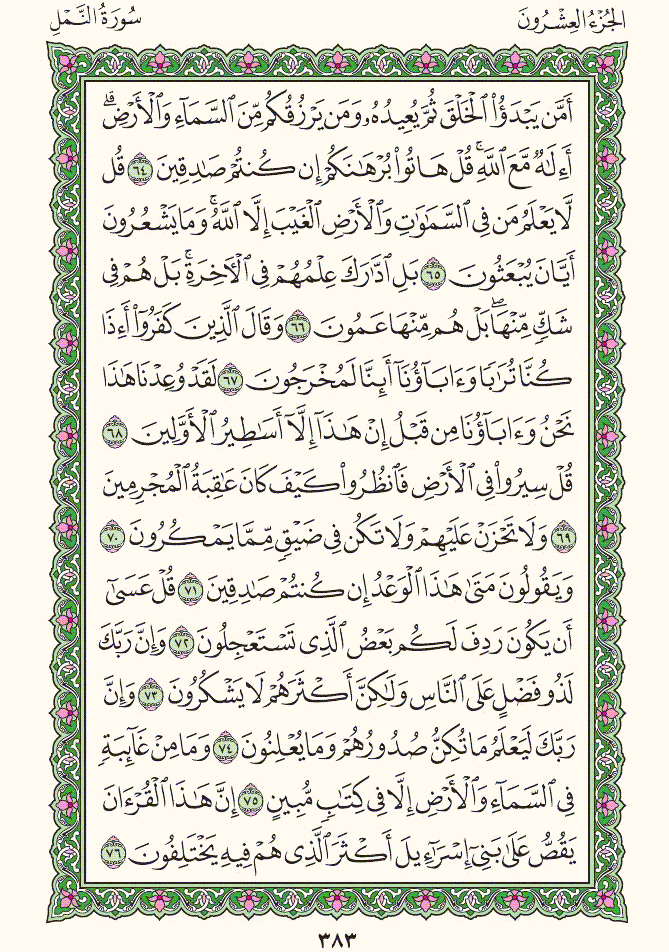 الجُزْءُ العِشْرُونَ
سُورَةُ النَّمْلِ
أَمَّن يَبْدَؤُا۟ ٱلْخَلْقَ ثُمَّ يُعِيدُهُۥ وَمَن يَرْزُقُكُم مِّنَ ٱلسَّمَآءِ وَٱلْأَرْضِ ۗ
أَءِلَٰهٌ مَّعَ ٱللَّهِ ۚ قُلْ هَاتُوا۟ بُرْهَٰنَكُمْ إِن كُنتُمْ صَٰدِقِينَ ٦٤ قُل
لَّا يَعْلَمُ مَن فِى ٱلسَّمَٰوَٰتِ وَٱلْأَرْضِ ٱلْغَيْبَ إِلَّا ٱللَّهُ ۚ وَمَا يَشْعُرُونَ
أَيَّانَ يُبْعَثُونَ ٦٥ بَلِ ٱدَّٰرَكَ عِلْمُهُمْ فِى ٱلْءَاخِرَةِ ۚ بَلْ هُمْ فِى
شَكٍّ مِّنْهَا ۖ بَلْ هُم مِّنْهَا عَمُونَ ٦٦ وَقَالَ ٱلَّذِينَ كَفَرُوٓا۟ أَءِذَا
كُنَّا تُرَٰبًا وَءَابَآؤُنَآ أَئِنَّا لَمُخْرَجُونَ ٦٧ لَقَدْ وُعِدْنَا هَٰذَا
نَحْنُ وَءَابَآؤُنَا مِن قَبْلُ إِنْ هَٰذَآ إِلَّآ أَسَٰطِيرُ ٱلْأَوَّلِينَ ٦٨
قُلْ سِيرُوا۟ فِى ٱلْأَرْضِ فَٱنظُرُوا۟ كَيْفَ كَانَ عَٰقِبَةُ ٱلْمُجْرِمِينَ
٦٩ وَلَا تَحْزَنْ عَلَيْهِمْ وَلَا تَكُن فِى ضَيْقٍ مِّمَّا يَمْكُرُونَ ٧٠
وَيَقُولُونَ مَتَىٰ هَٰذَا ٱلْوَعْدُ إِن كُنتُمْ صَٰدِقِينَ ٧١ قُلْ عَسَىٰٓ
أَن يَكُونَ رَدِفَ لَكُم بَعْضُ ٱلَّذِى تَسْتَعْجِلُونَ ٧٢ وَإِنَّ رَبَّكَ
لَذُو فَضْلٍ عَلَى ٱلنَّاسِ وَلَٰكِنَّ أَكْثَرَهُمْ لَا يَشْكُرُونَ ٧٣ وَإِنَّ
رَبَّكَ لَيَعْلَمُ مَا تُكِنُّ صُدُورُهُمْ وَمَا يُعْلِنُونَ ٧٤ وَمَا مِنْ غَآئِبَةٍ
فِى ٱلسَّمَآءِ وَٱلْأَرْضِ إِلَّا فِى كِتَٰبٍ مُّبِينٍ ٧٥ إِنَّ هَٰذَا ٱلْقُرْءَانَ
يَقُصُّ عَلَىٰ بَنِىٓ إِسْرَٰٓءِيلَ أَكْثَرَ ٱلَّذِى هُمْ فِيهِ يَخْتَلِفُونَ ٧٦
٣٨٣